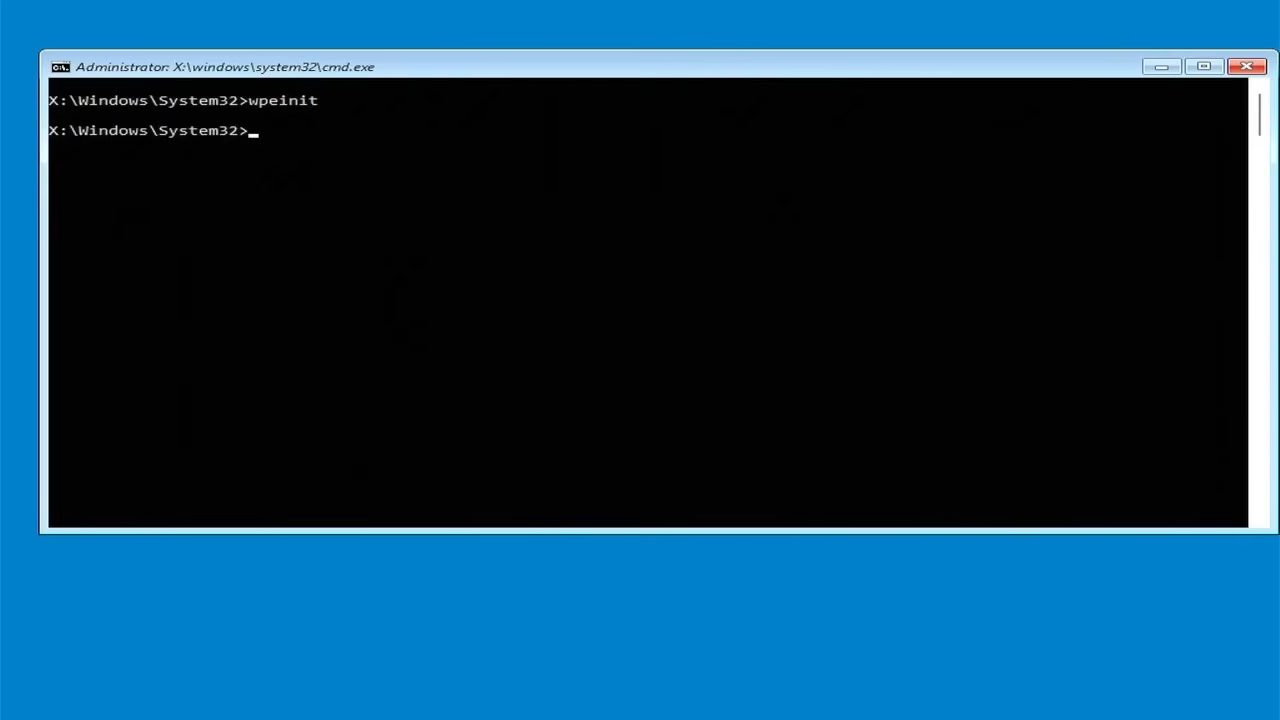 Administrator: X:\windows\system32\cmd.exe
X:\Windows\System32>wpeinit
X:\Windows\System32>_